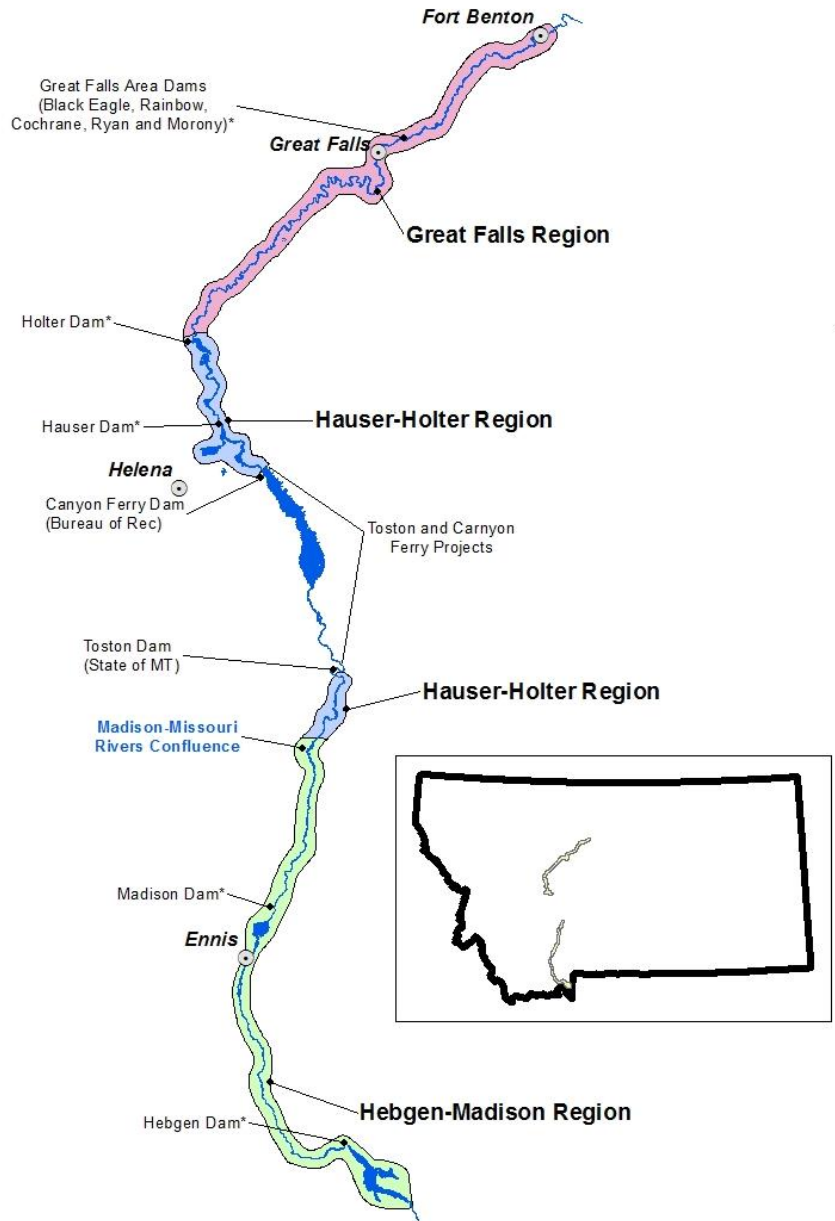 Fort Benton
Great Falls Area Dams
(Black Eagle, Rainbow,
Cochrane, Ryan and Morony)*
Great Falls
Great Falls Region
Holter Dam*
Hauser-Holter Region
Hauser Dam*
Helena
Canyon Ferry Dam
(Bureau of Rec)
Toston and Carnyon
Ferry Projects
Toston Dam
(State of MT)
Hauser-Holter Region
Madison-Missouri
Rivers Confluence
Madison Dam*
Ennis
Hebgen-Madison Region
Hebgen Dam*